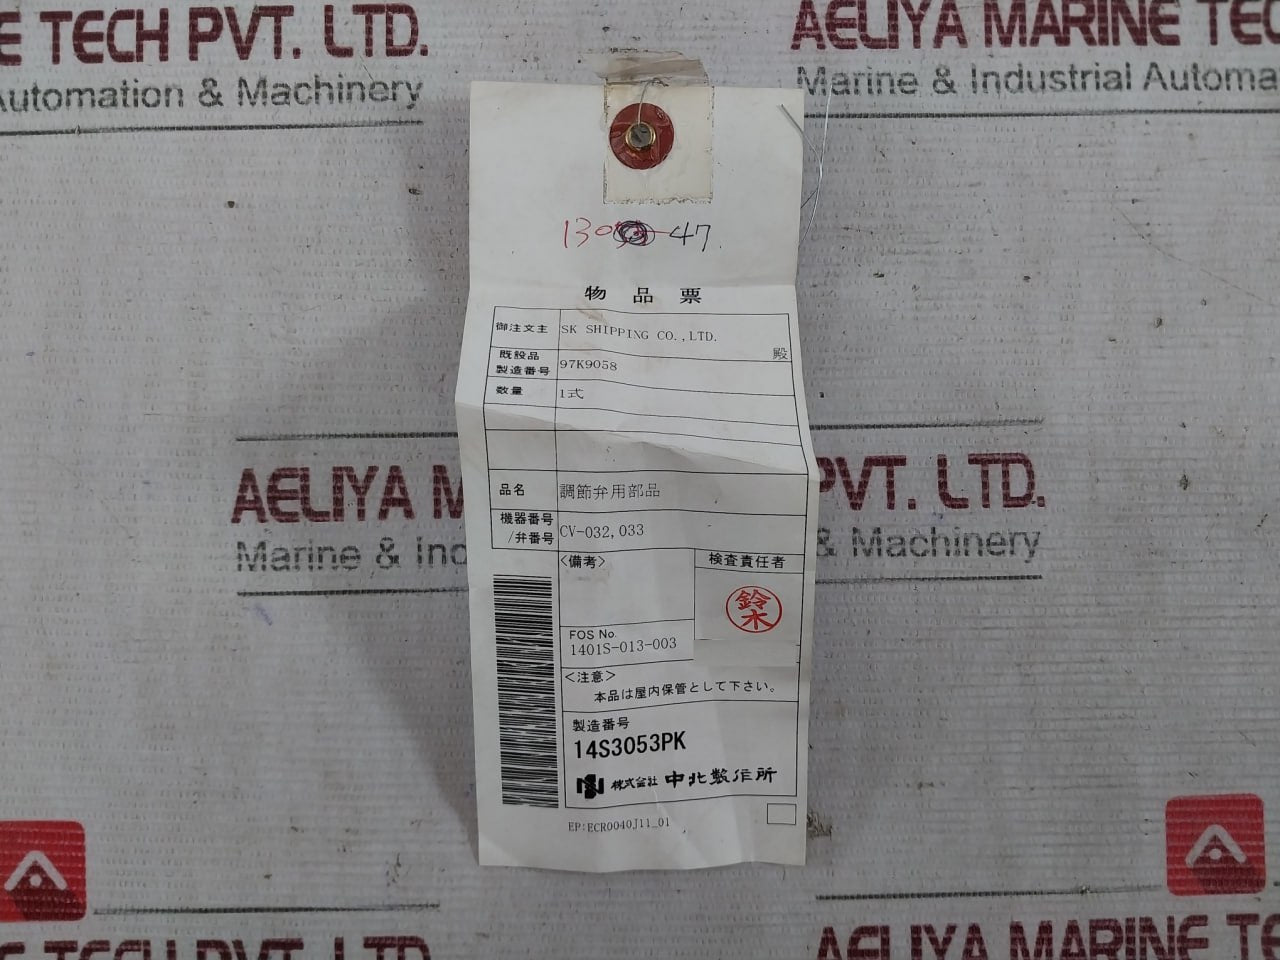 E TECH PVT. LTD.
Automation & Machinery
AELIYA MARINE TEC
Marine & Industrial Automa
130 47
物品票
御注文主 SK SHIPPING CO.,LTD. 殿
既設品
製造番号 97K9058
数量 1式
品名 調節弁用部品
機器番号
/弁番号 CV-032,033
<備考> 検査責任者
鈴木
FOS No.
1401S-013-003
<注意>
本品は屋内保管として下さい。
製造番号
14S3053PK
株式会社 中北製作所
EP:ECR0040J11_01
AELIYA M PVT. LTD.
Marine & Ind & Machinery
E TECH PVT. LTD.
AELIYA MARINE TE